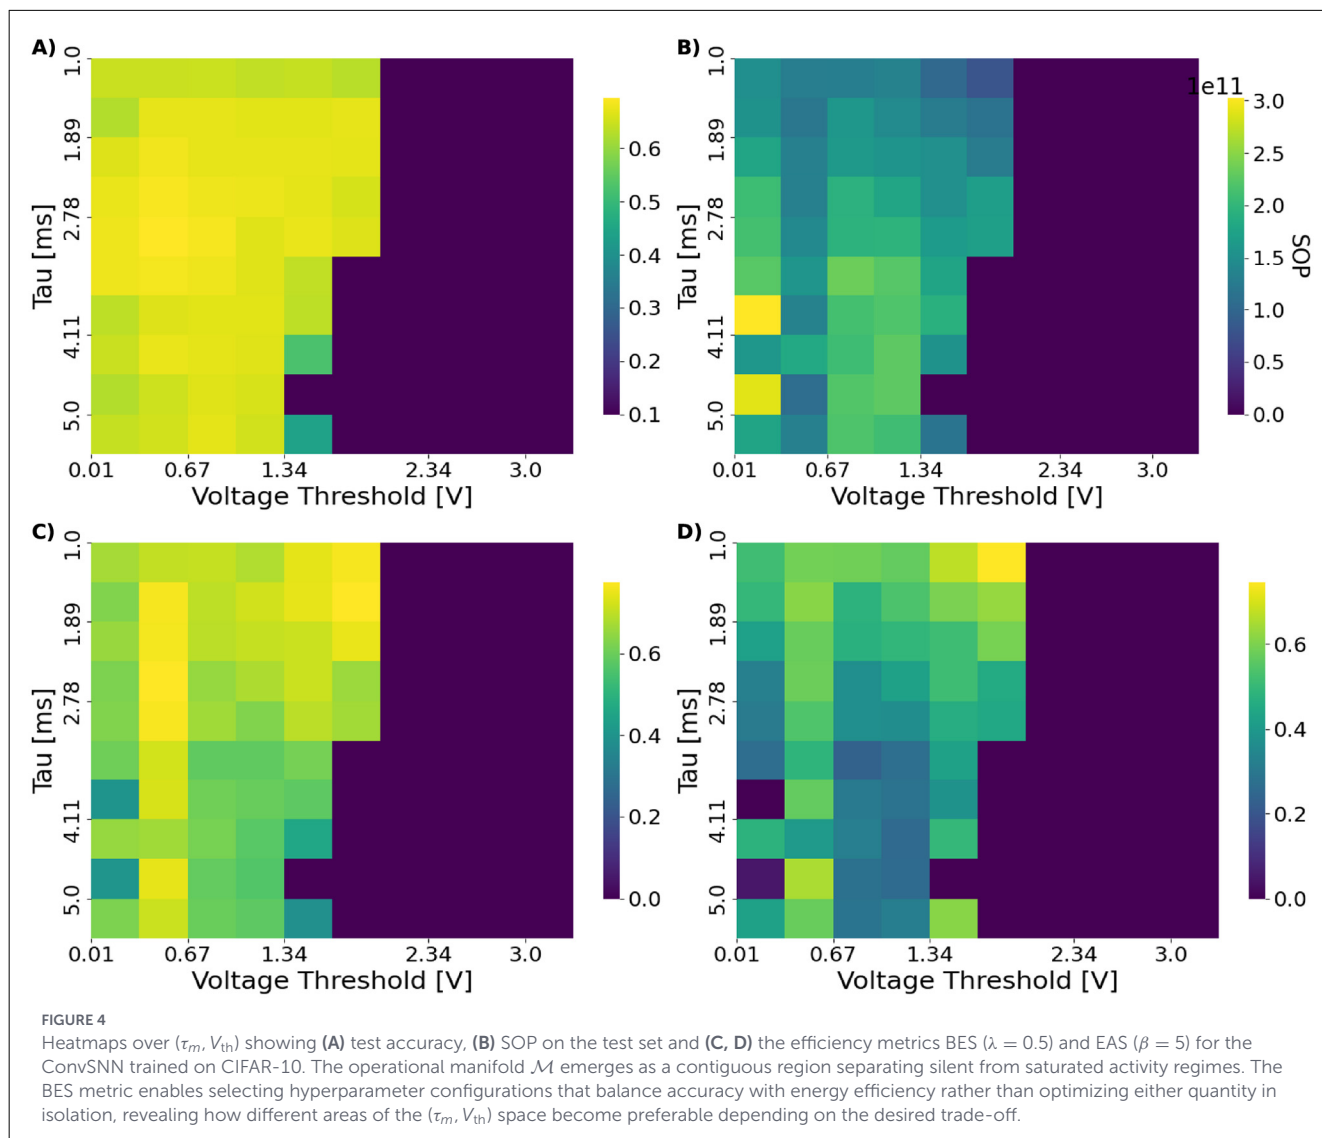 A)
1.0
1.89
2.78
4.11
5.0
Tau [ms]
0.01 0.67 1.34 2.34 3.0
Voltage Threshold [V]
0.6
0.5
0.4
0.3
0.2
0.1
B)
1.0
1.89
2.78
4.11
5.0
Tau [ms]
0.01 0.67 1.34 2.34 3.0
Voltage Threshold [V]
1e11
3.0
2.5
2.0
1.5
1.0
0.5
0.0
SOP
C)
1.0
1.89
2.78
4.11
5.0
Tau [ms]
0.01 0.67 1.34 2.34 3.0
Voltage Threshold [V]
0.6
0.4
0.2
0.0
D)
1.0
1.89
2.78
4.11
5.0
Tau [ms]
0.01 0.67 1.34 2.34 3.0
Voltage Threshold [V]
0.6
0.4
0.2
0.0
FIGURE 4
Heatmaps over (τm, Vth) showing (A) test accuracy, (B) SOP on the test set and (C, D) the efficiency metrics BES (λ = 0.5) and EAS (β = 5) for the
ConvSNN trained on CIFAR-10. The operational manifold ℳ emerges as a contiguous region separating silent from saturated activity regimes. The
BES metric enables selecting hyperparameter configurations that balance accuracy with energy efficiency rather than optimizing either quantity in
isolation, revealing how different areas of the (τm, Vth) space become preferable depending on the desired trade-off.